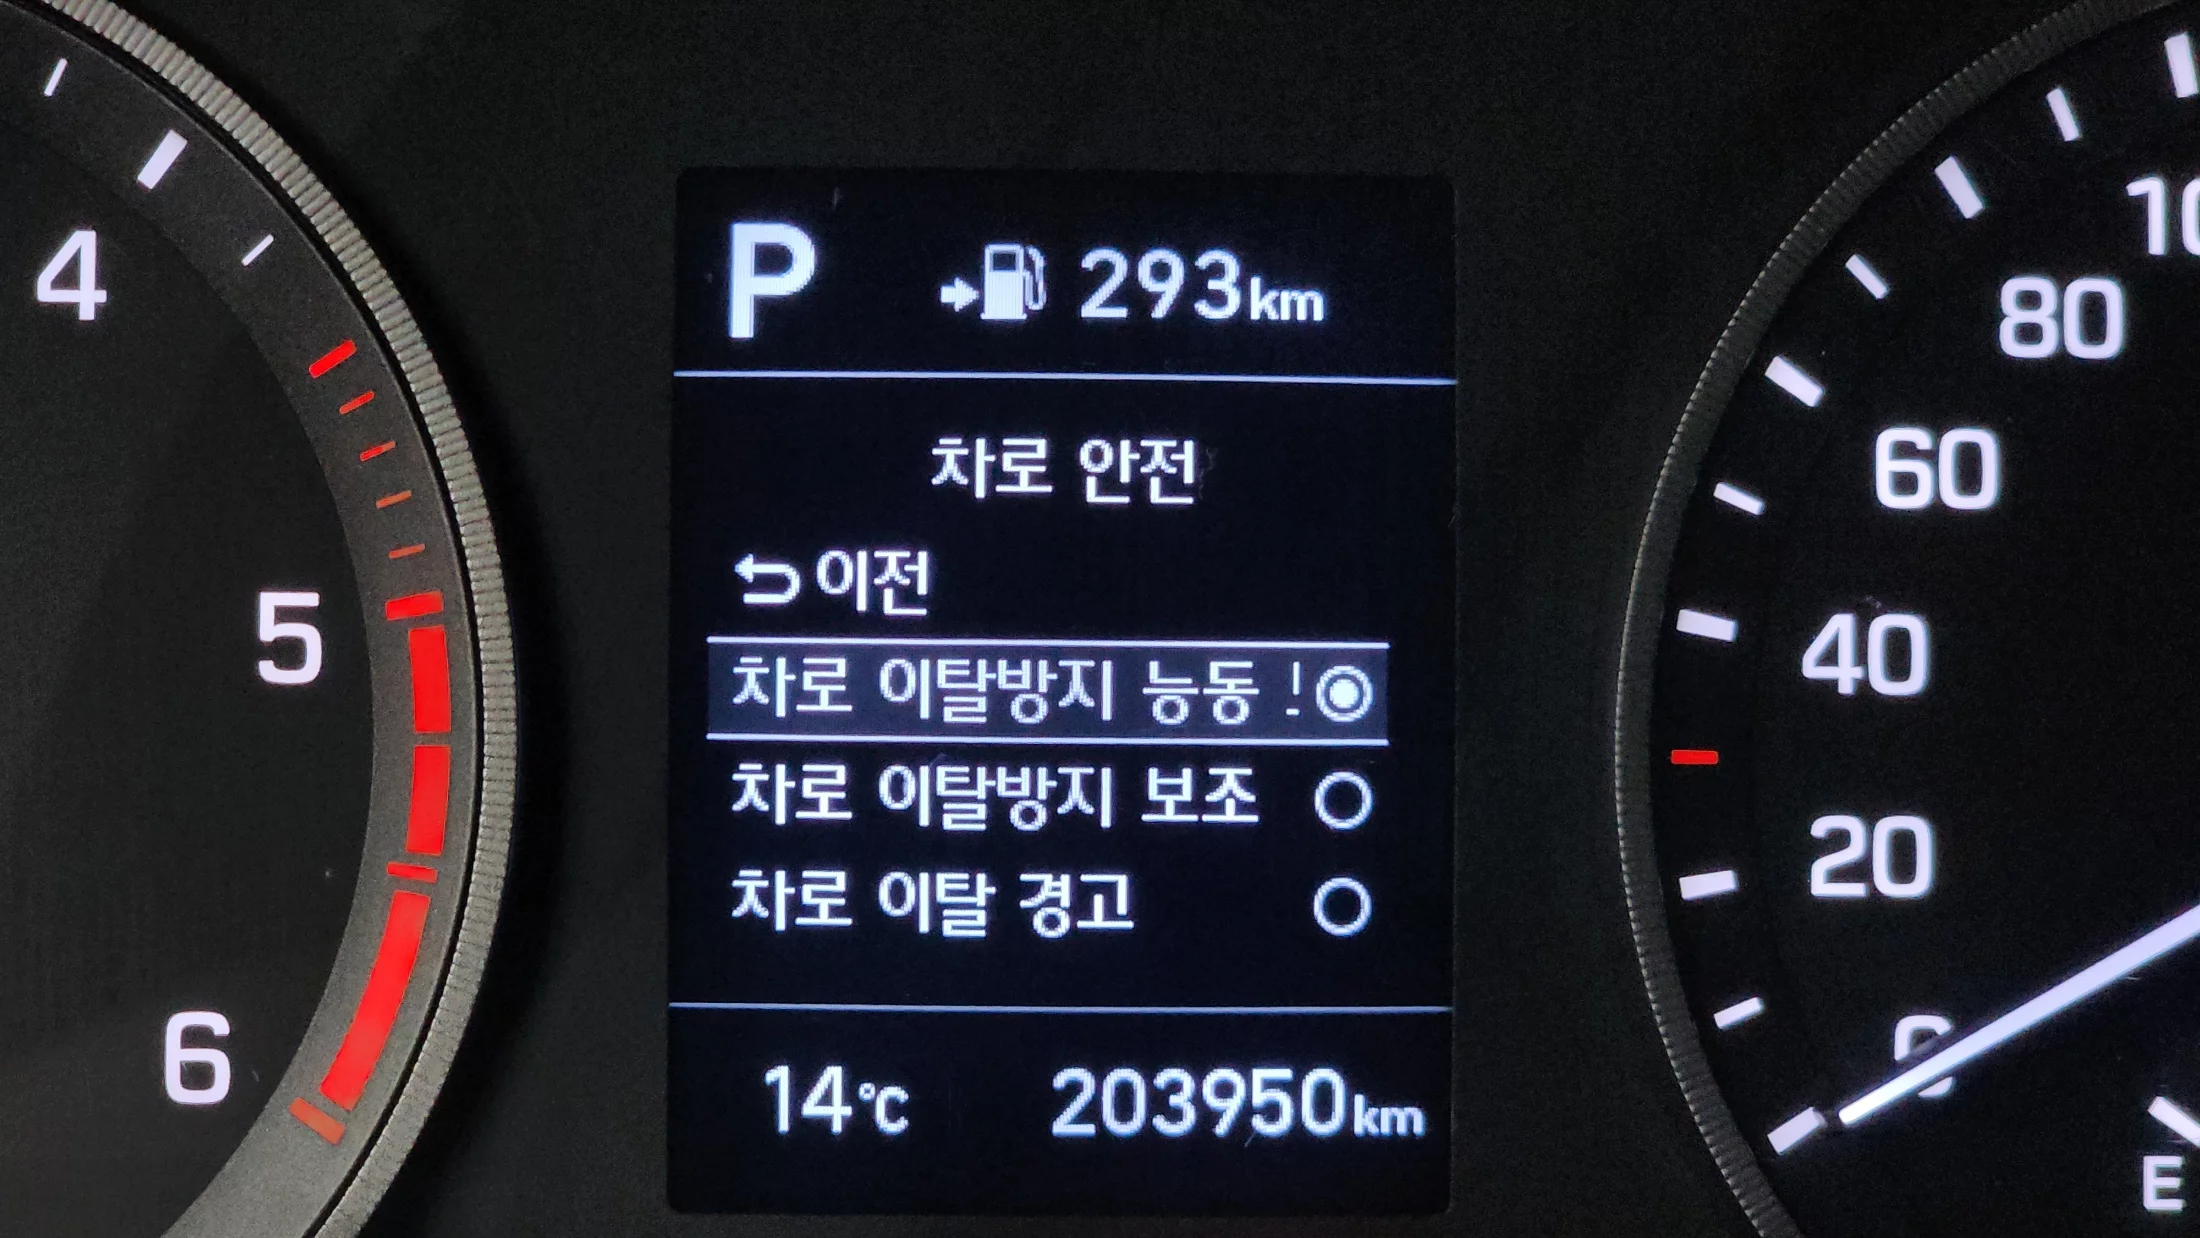 4
5
6
P 293km
차로 안전
이전
차로 이탈방지 능동
차로 이탈방지 보조
차로 이탈 경고
14℃ 203950km
80
60
40
20
0
E